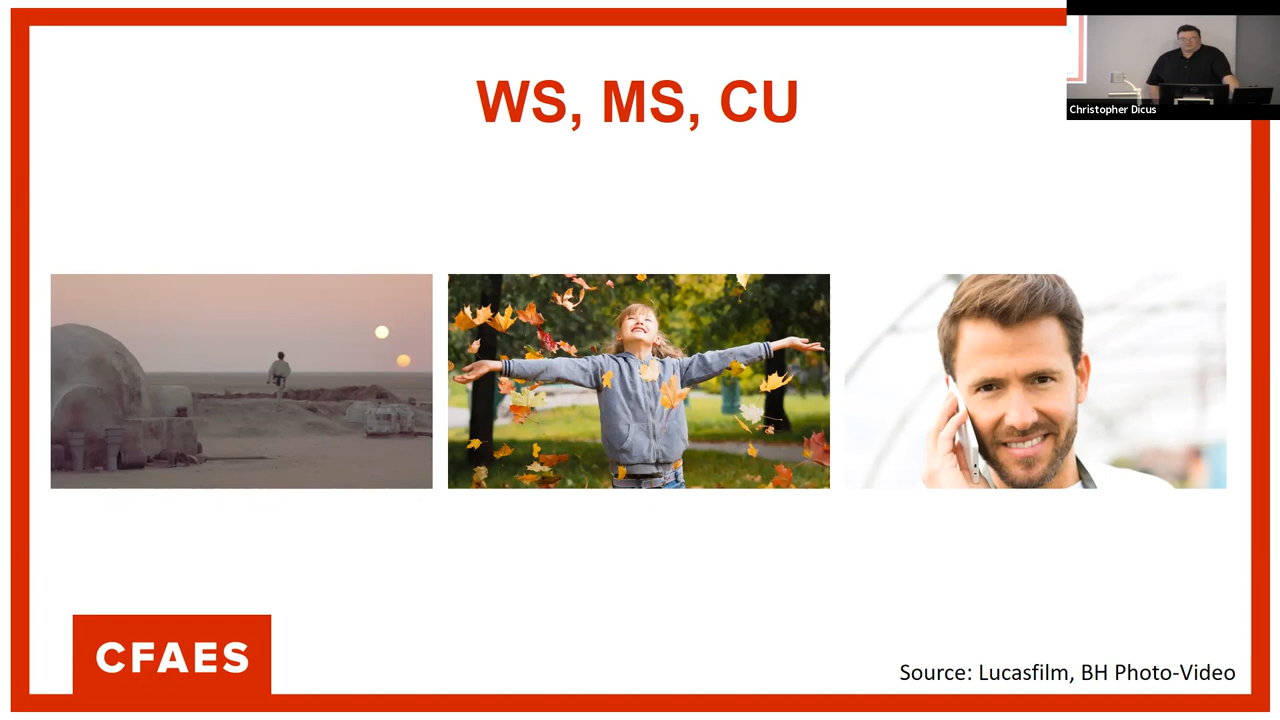 WS, MS, CU
Christopher Dicus
CFAES
Source: Lucasfilm, BH Photo-Video